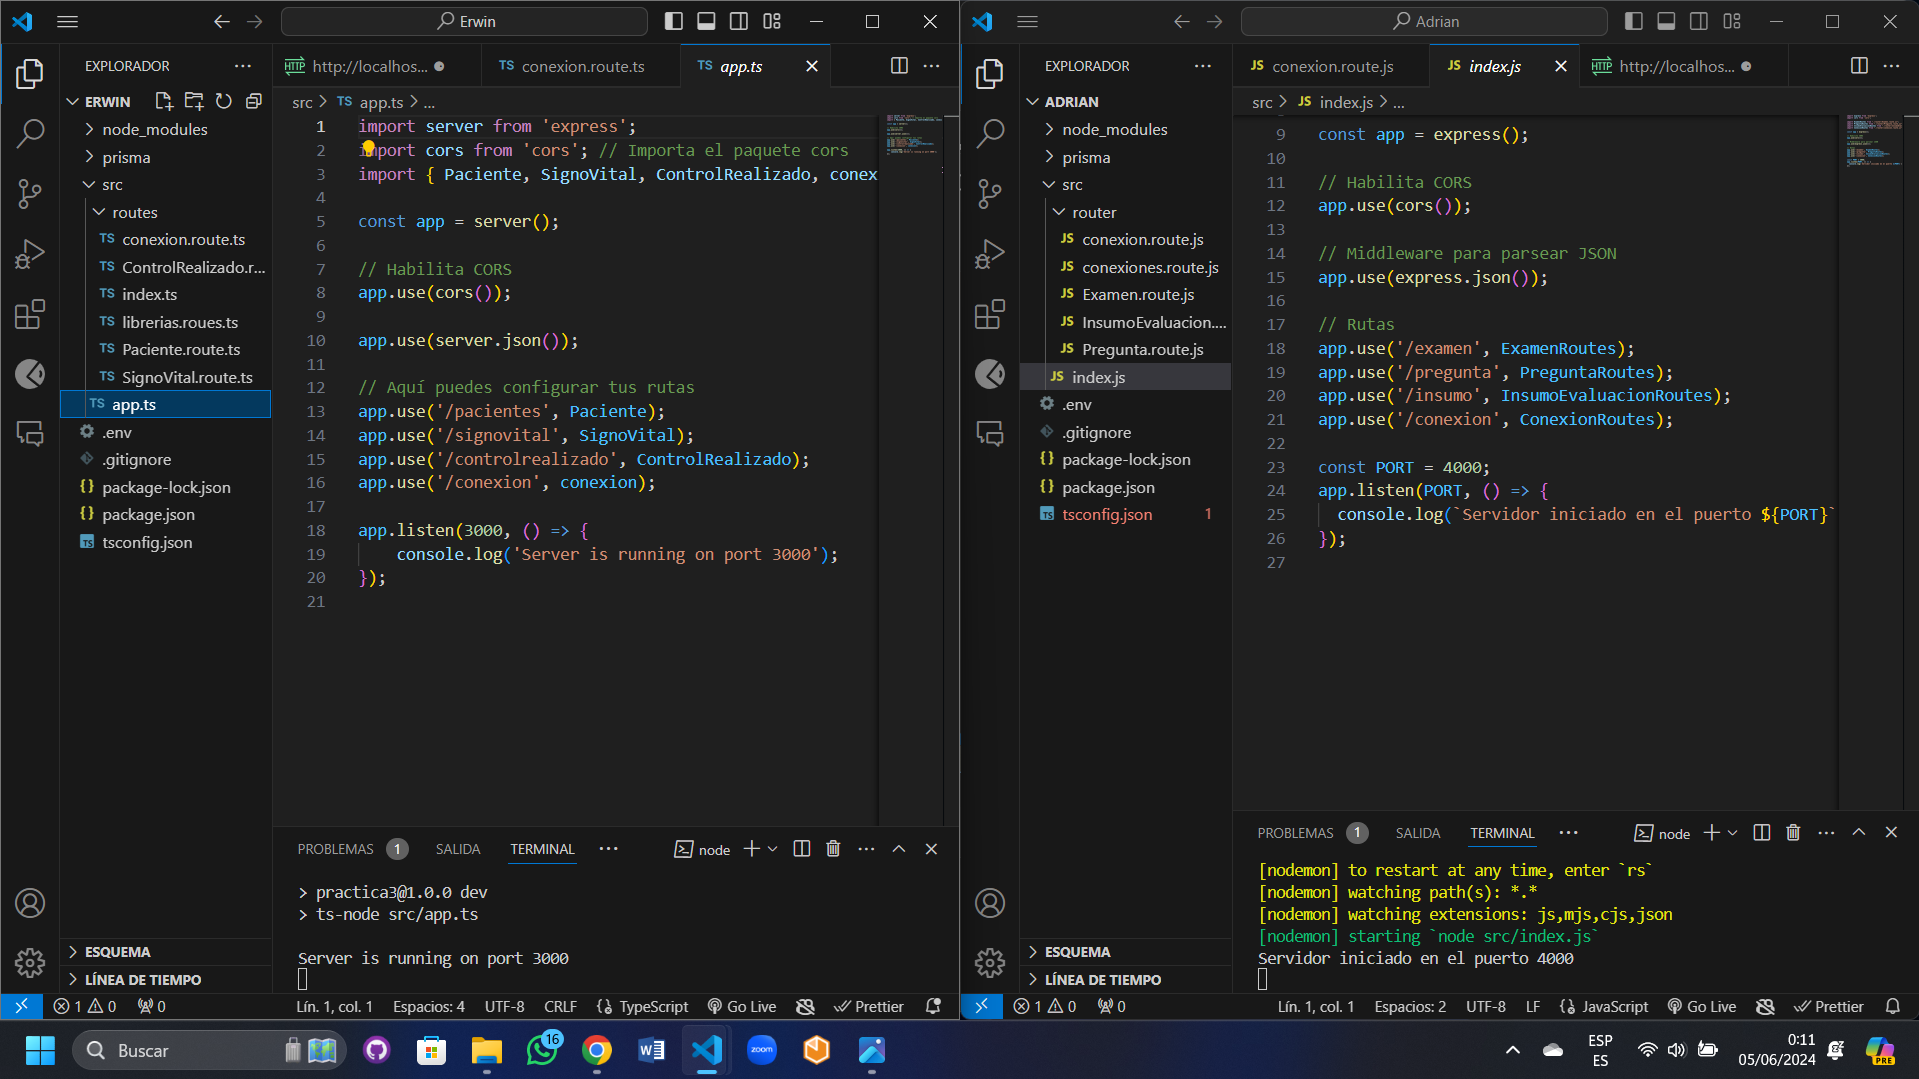 Erwin
EXPLORADOR
ERWIN
node_modules
prisma
src
routes
conexion.route.ts
ControlRealizado.r...
index.ts
librerias.roues.ts
Paciente.route.ts
SignoVital.route.ts
app.ts
.env
.gitignore
package-lock.json
package.json
tsconfig.json
ESQUEMA
LÍNEA DE TIEMPO
HTTP http://localhos...
TS conexion.route.ts
TS app.ts
src > TS app.ts > ...
1 import server from 'express';
2 import cors from 'cors'; // Importa el paquete cors
3 import { Paciente, SignoVital, ControlRealizado, conex
4
5 const app = server();
6
7 // Habilita CORS
8 app.use(cors());
9
10 app.use(server.json());
11
12 // Aquí puedes configurar tus rutas
13 app.use('/pacientes', Paciente);
14 app.use('/signovital', SignoVital);
15 app.use('/controlrealizado', ControlRealizado);
16 app.use('/conexion', conexion);
17
18 app.listen(3000, () => {
19 console.log('Server is running on port 3000');
20 });
21
PROBLEMAS 1 SALIDA TERMINAL ... node
> practica3@1.0.0 dev
> ts-node src/app.ts
Server is running on port 3000
1 0 0 Lín. 1, col. 1 Espacios: 4 UTF-8 CRLF {} TypeScript Go Live Prettier
Adrian
EXPLORADOR
ADRIAN
node_modules
prisma
src
router
JS conexion.route.js
JS conexiones.route.js
JS Examen.route.js
JS InsumoEvaluacion....
JS Pregunta.route.js
JS index.js
.env
.gitignore
package-lock.json
package.json
tsconfig.json 1
ESQUEMA
LÍNEA DE TIEMPO
JS conexion.route.js
JS index.js
HTTP http://localhos...
src > JS index.js > ...
9 const app = express();
10
11 // Habilita CORS
12 app.use(cors());
13
14 // Middleware para parsear JSON
15 app.use(express.json());
16
17 // Rutas
18 app.use('/examen', ExamenRoutes);
19 app.use('/pregunta', PreguntaRoutes);
20 app.use('/insumo', InsumoEvaluacionRoutes);
21 app.use('/conexion', ConexionRoutes);
22
23 const PORT = 4000;
24 app.listen(PORT, () => {
25 console.log(`Servidor iniciado en el puerto ${PORT}`
26 });
27
PROBLEMAS 1 SALIDA TERMINAL ... node
[nodemon] to restart at any time, enter `rs`
[nodemon] watching path(s): *.*
[nodemon] watching extensions: js,mjs,cjs,json
[nodemon] starting `node src/index.js`
Servidor iniciado en el puerto 4000
1 0 0 Lín. 1, col. 1 Espacios: 2 UTF-8 LF {} JavaScript Go Live Prettier
Buscar
16
zoom
ESP
ES
0:11
05/06/2024
PRE